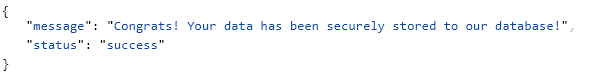 {
"message": "Congrats! Your data has been securely stored to our database!",
"status": "success"
}